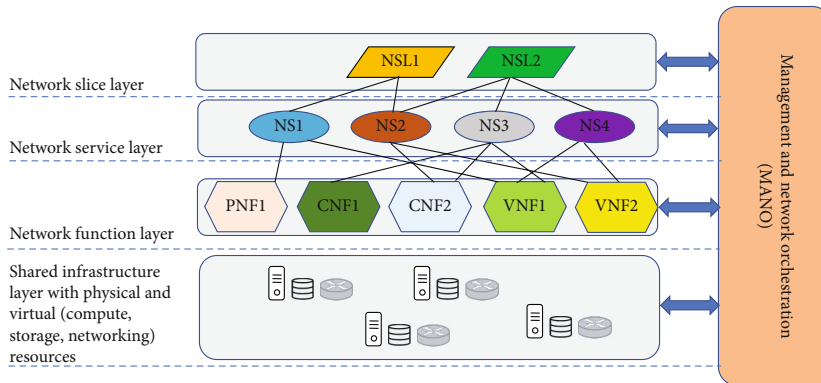 NSL1
NSL2
Network slice layer
NS1
NS2
NS3
NS4
Network service layer
PNF1
CNF1
CNF2
VNF1
VNF2
Network function layer
Shared infrastructure
layer with physical and
virtual (compute,
storage, networking)
resources
Management and network orchestration
(MANO)